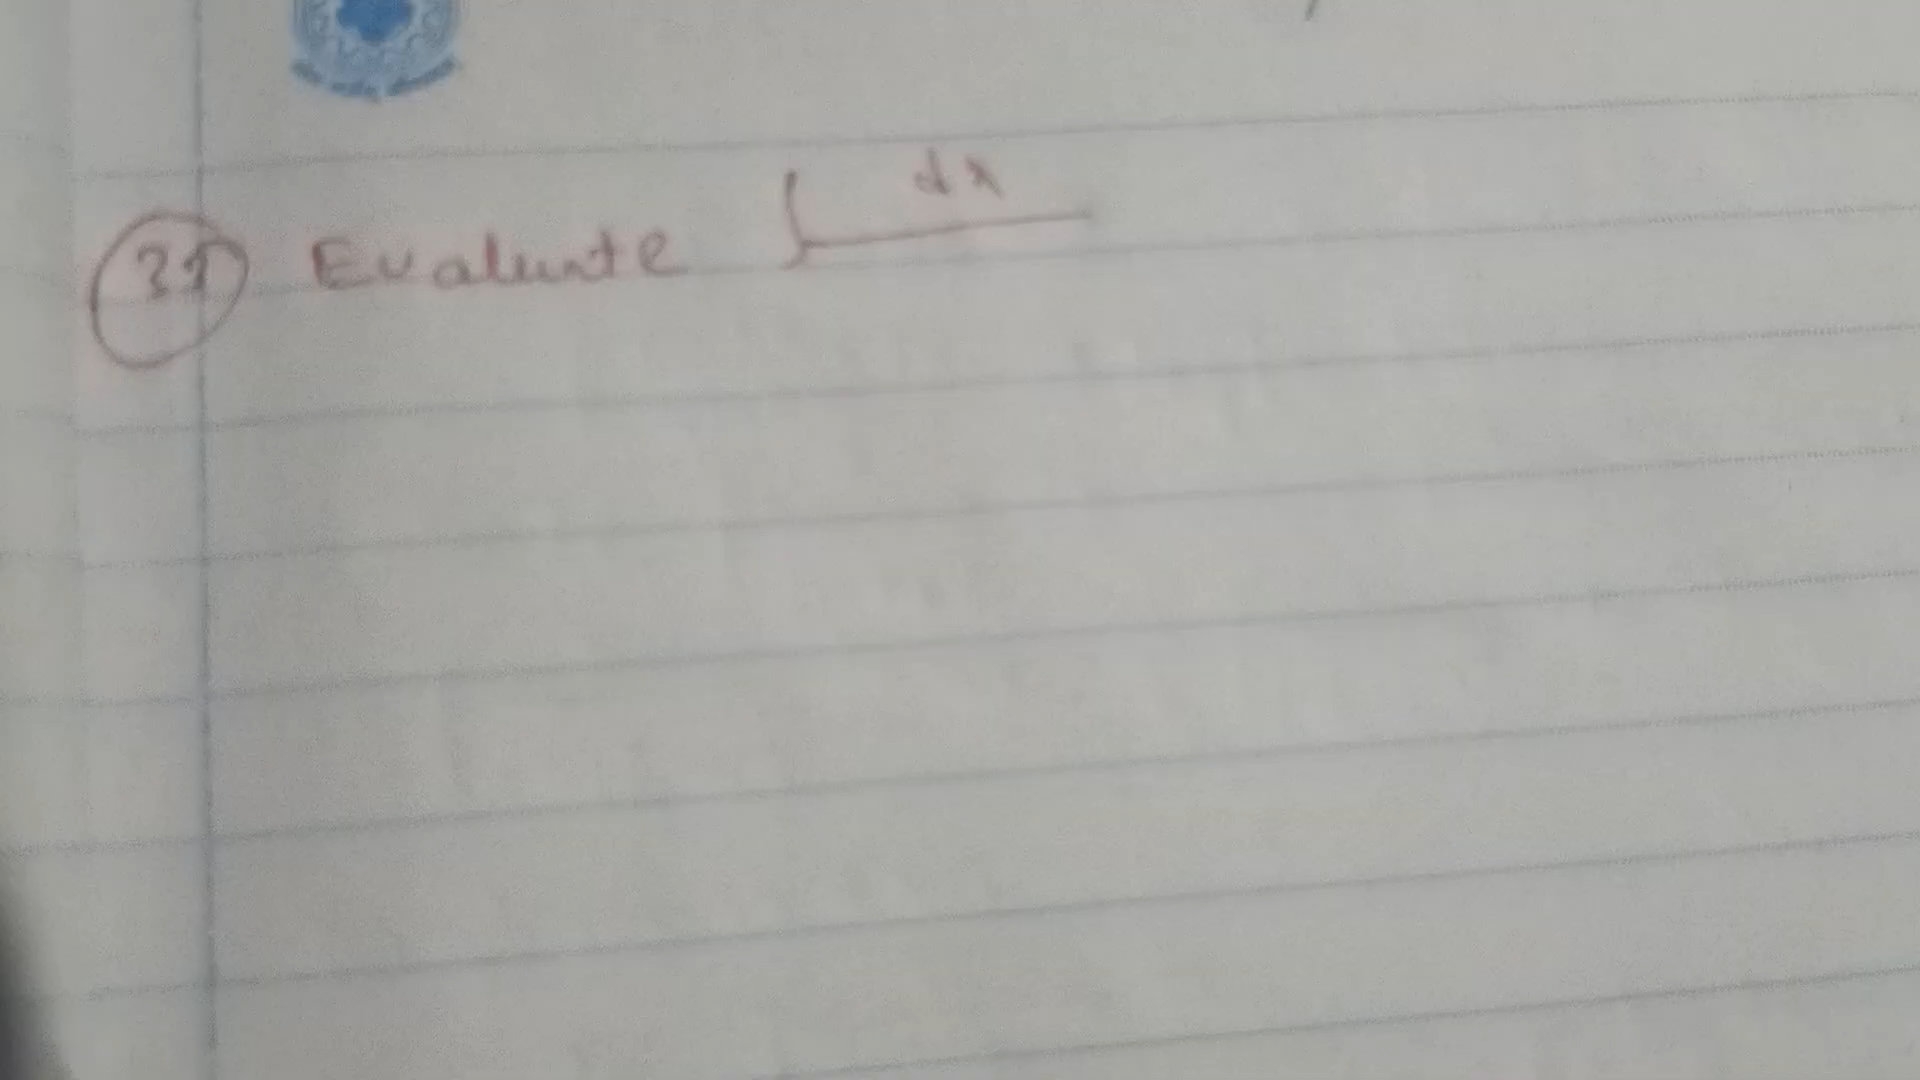 31 Evaluate ∫ dx